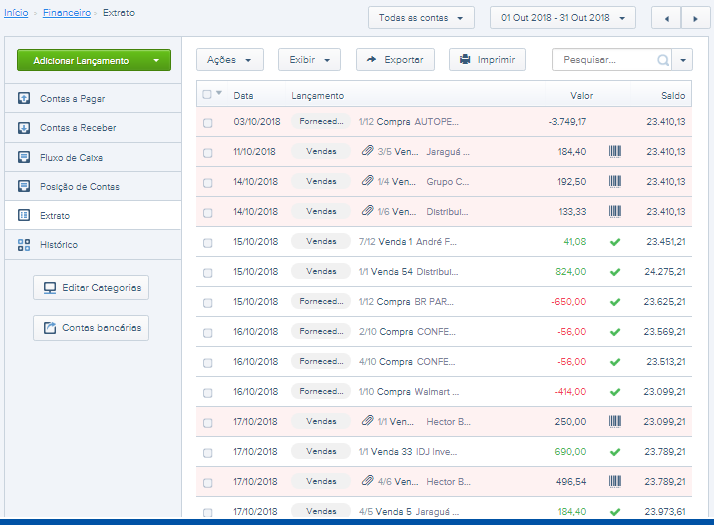 Início » Financeiro » Extrato
Todas as contas
01 Out 2018 - 31 Out 2018
Adicionar Lançamento
Contas a Pagar
Contas a Receber
Fluxo de Caixa
Posição de Contas
Extrato
Histórico
Editar Categorias
Contas bancárias
Ações
Exibir
Exportar
Imprimir
Pesquisar...
Data Lançamento Valor Saldo
03/10/2018 Forneced... 1/12 Compra AUTOPE... -3.749,17 23.410,13
11/10/2018 Vendas 3/5 Ven... Jaraguá ... 184,40 23.410,13
14/10/2018 Vendas 1/4 Ven... Grupo C... 192,50 23.410,13
14/10/2018 Vendas 1/6 Ven... Distribui... 133,33 23.410,13
15/10/2018 Vendas 7/12 Venda 1 André F... 41,08 23.451,21
15/10/2018 Vendas 1/1 Venda 54 Distribui... 824,00 24.275,21
15/10/2018 Forneced... 1/12 Compra BR PAR... -650,00 23.625,21
16/10/2018 Forneced... 2/10 Compra CONFE... -56,00 23.569,21
16/10/2018 Forneced... 4/10 Compra CONFE... -56,00 23.513,21
16/10/2018 Forneced... 1/10 Compra Walmart ... -414,00 23.099,21
17/10/2018 Vendas 1/1 Ven... Hector B... 250,00 23.099,21
17/10/2018 Vendas 1/1 Venda 33 IDJ Inve... 690,00 23.789,21
17/10/2018 Vendas 4/6 Ven... Hector B... 496,54 23.789,21
17/10/2018 Vendas 4/5 Venda 5 Jaraguá ... 184,40 23.973,61